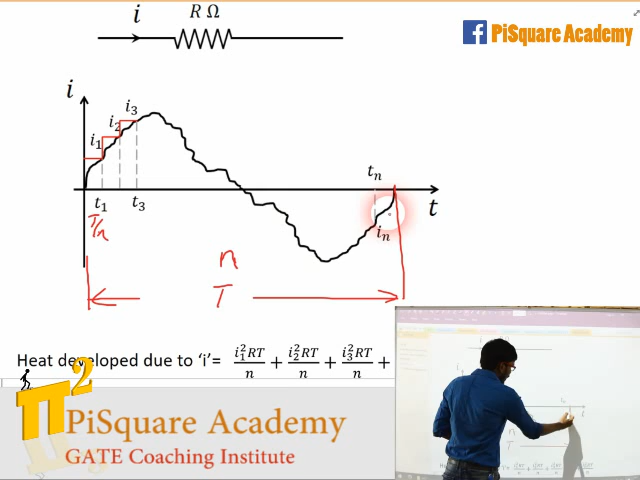 i
R Ω
PiSquare Academy
i
i₃
i₂
i₁
tₙ
t₁ t₃
t
T/n
iₙ
n
T
Heat developed due to ‘i’= i₁²RT/n + i₂²RT/n + i₃²RT/n +
π²
PiSquare Academy
GATE Coaching Institute